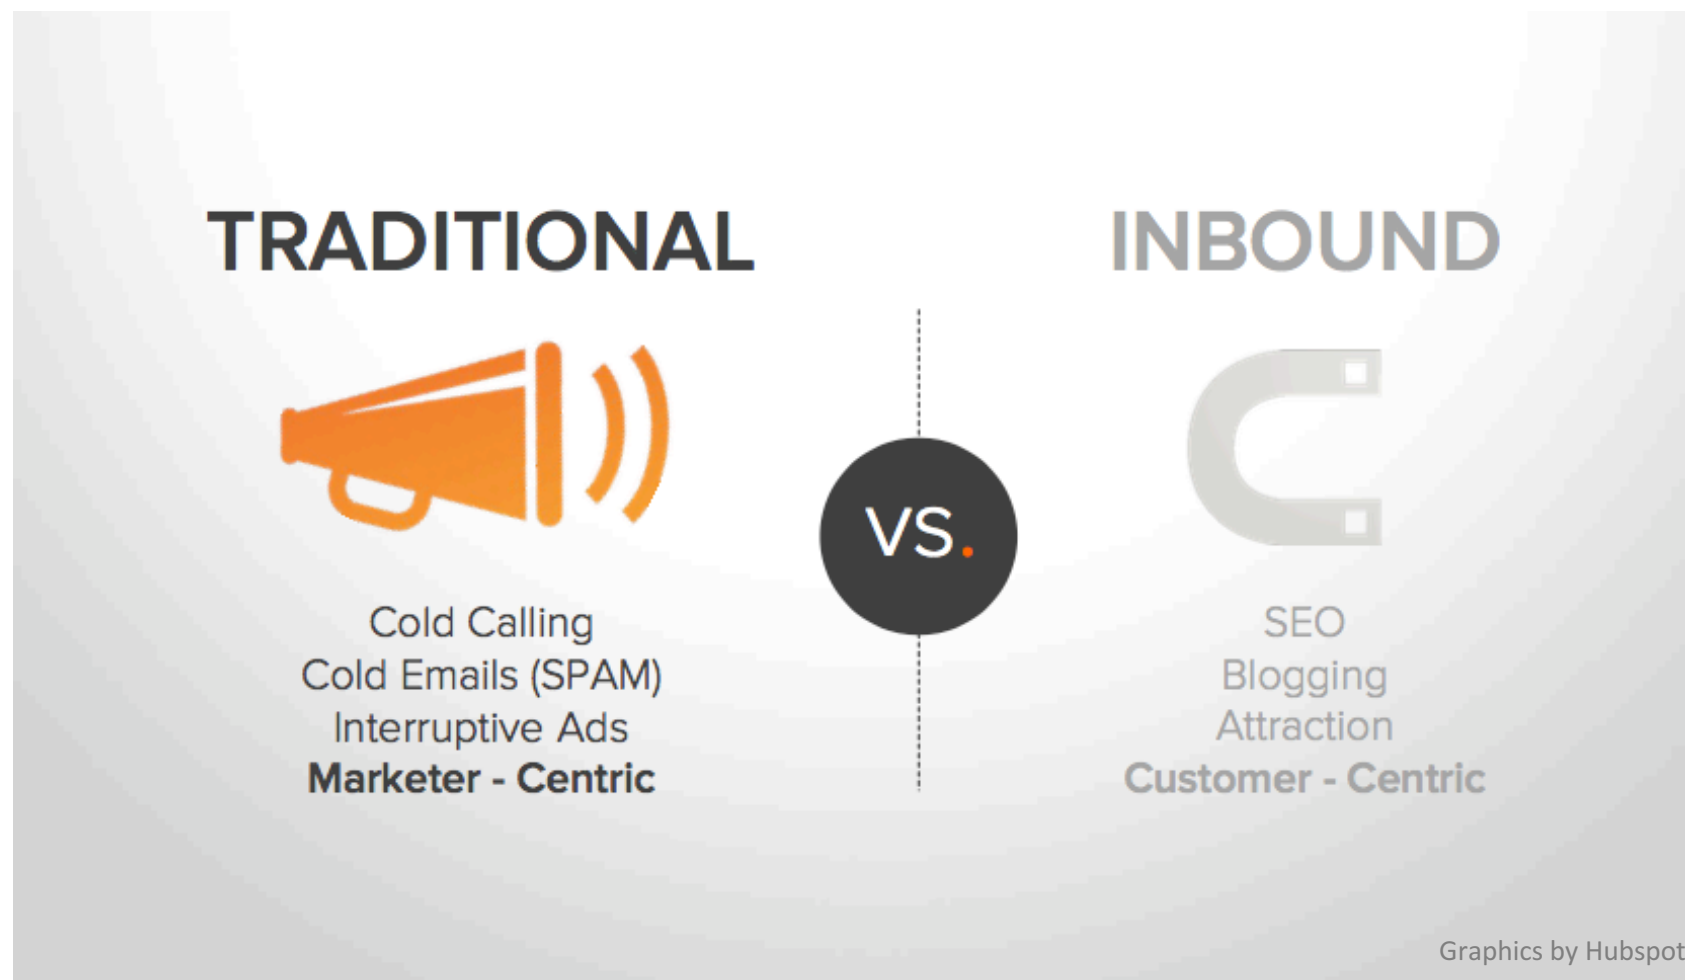 TRADITIONAL
Cold Calling
Cold Emails (SPAM)
Interruptive Ads
Marketer - Centric
VS.
INBOUND
SEO
Blogging
Attraction
Customer - Centric
Graphics by Hubspot